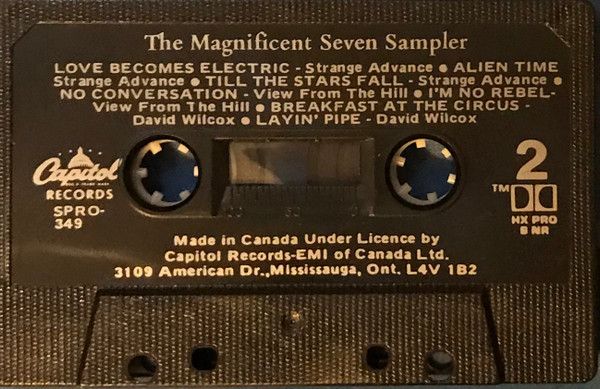 The Magnificent Seven Sampler
LOVE BECOMES ELECTRIC - Strange Advance ● ALIEN TIME
Strange Advance ● TILL THE STARS FALL - Strange Advance ●
NO CONVERSATION - View From The Hill ● I'M NO REBEL-
View From The Hill ● BREAKFAST AT THE CIRCUS -
David Wilcox ● LAYIN' PIPE - David Wilcox
Capitol
RECORDS
SPRO-
349
2
TM
HX PRO
B NR
Made in Canada Under Licence by
Capitol Records-EMI of Canada Ltd.
3109 American Dr.,Mississauga, Ont. L4V 1B2